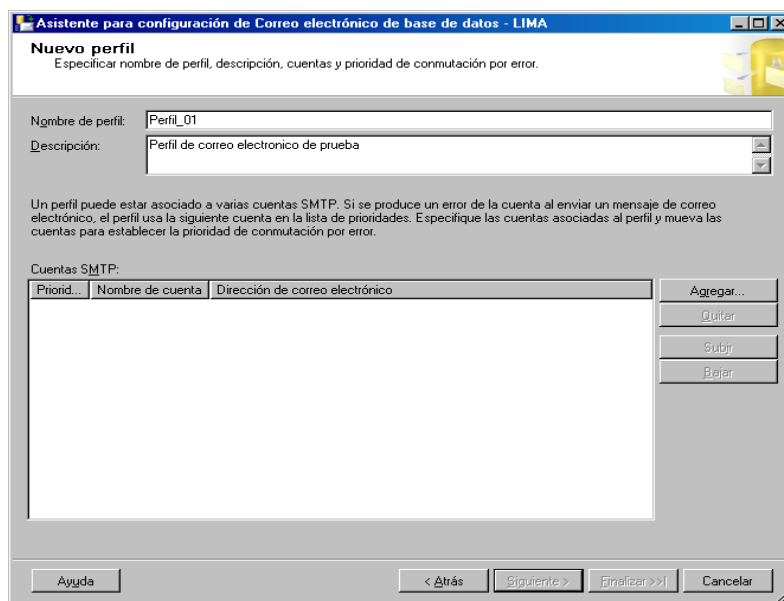 Asistente para configuración de Correo electrónico de base de datos - LIMA
Nuevo perfil
Especificar nombre de perfil, descripción, cuentas y prioridad de conmutación por error.
Nombre de perfil: Perfil_01
Descripción: Perfil de correo electronico de prueba
Un perfil puede estar asociado a varias cuentas SMTP. Si se produce un error de la cuenta al enviar un mensaje de correo
electrónico, el perfil usa la siguiente cuenta en la lista de prioridades. Especifique las cuentas asociadas al perfil y mueva las
cuentas para establecer la prioridad de conmutación por error.
Cuentas SMTP:
Priorid... Nombre de cuenta Dirección de correo electrónico
Agregar...
Quitar
Subir
Bajar
Ayuda < Atrás Siguiente > Finalizar >>| Cancelar